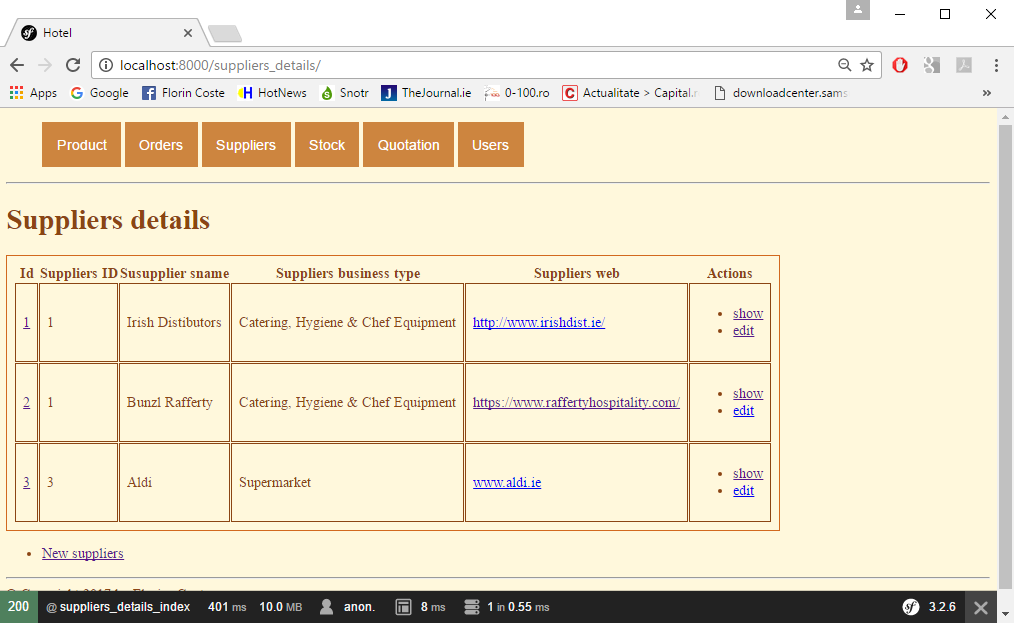 Hotel
localhost:8000/suppliers_details/
Apps Google Florin Coste HotNews Snotr TheJournal.ie 0-100.ro Actualitate > Capital.r downloadcenter.sams »
Product Orders Suppliers Stock Quotation Users
Suppliers details
Id Suppliers ID Susupplier sname Suppliers business type Suppliers web Actions
1 1 Irish Distibutors Catering, Hygiene & Chef Equipment http://www.irishdist.ie/ • show
• edit
2 1 Bunzl Rafferty Catering, Hygiene & Chef Equipment https://www.raffertyhospitality.com/ • show
• edit
3 3 Aldi Supermarket www.aldi.ie • show
• edit
• New suppliers
200 @ suppliers_details_index 401 ms 10.0 MB anon. 8 ms 1 in 0.55 ms sf 3.2.6